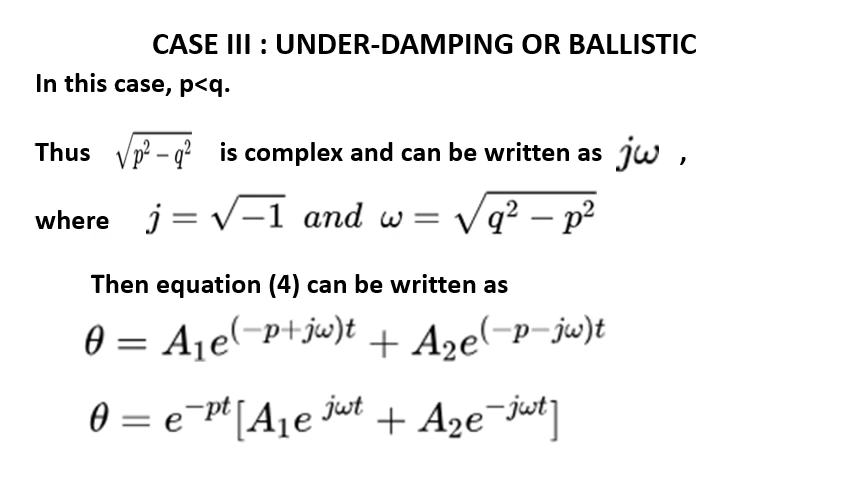 CASE III : UNDER-DAMPING OR BALLISTIC
In this case, p<q.
Thus √(p² – q²) is complex and can be written as jω ,
where j = √−1 and ω = √(q² − p²)
Then equation (4) can be written as
θ = A₁e^(−p+jω)t + A₂e^(−p−jω)t
θ = e^−pt[A₁e^jωt + A₂e^−jωt]